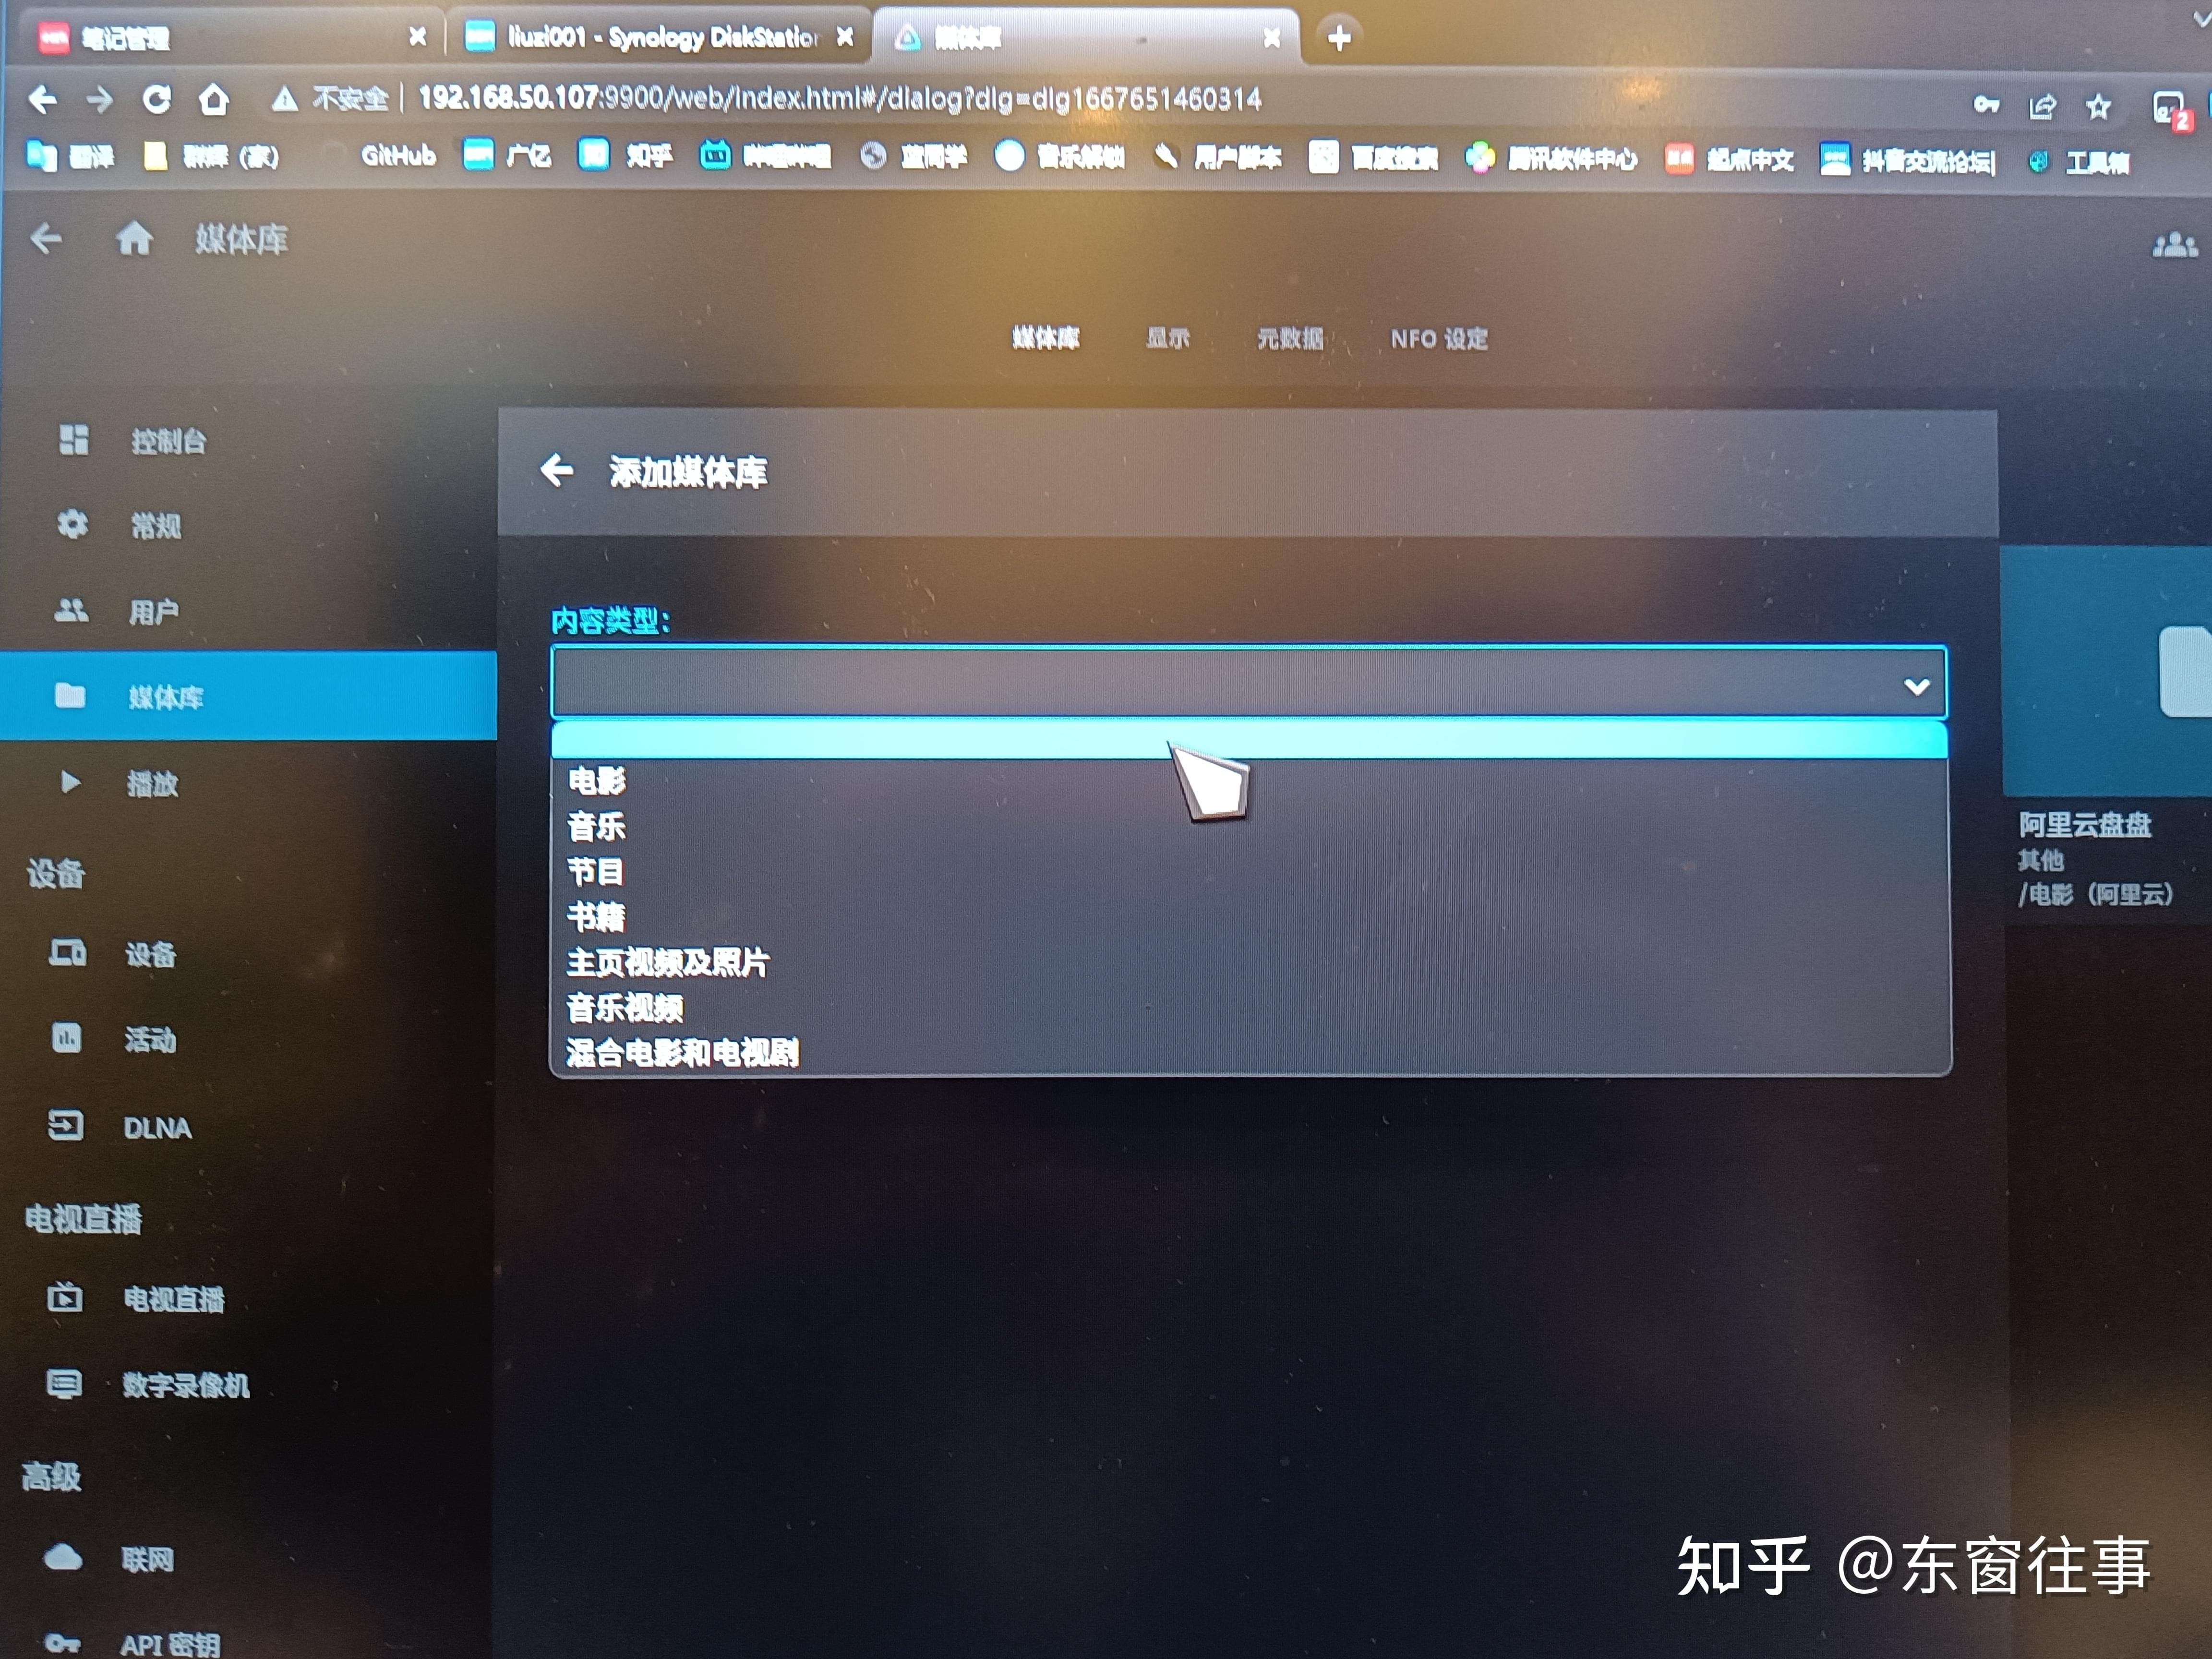 笔记管理
liuzi001 - Synology DiskStation
媒体库
不安全 | 192.168.50.107:9900/web/index.html#/dialog?dlg=dlg1667651460314
翻译 群辉（家） GitHub 广亿 知乎 哔哩哔哩 蓝同学 音乐解锁 用户脚本 百度搜索 腾讯软件中心 起点中文 抖音交流论坛| 工具箱
2
媒体库
媒体库 显示 元数据 NFO 设定
控制台
常规
用户
媒体库
播放
设备
设备
活动
DLNA
电视直播
电视直播
数字录像机
高级
联网
API 密钥
添加媒体库
内容类型:
电影
音乐
节目
书籍
主页视频及照片
音乐视频
混合电影和电视剧
阿里云盘盘
其他
/电影（阿里云）
知乎 @东窗往事